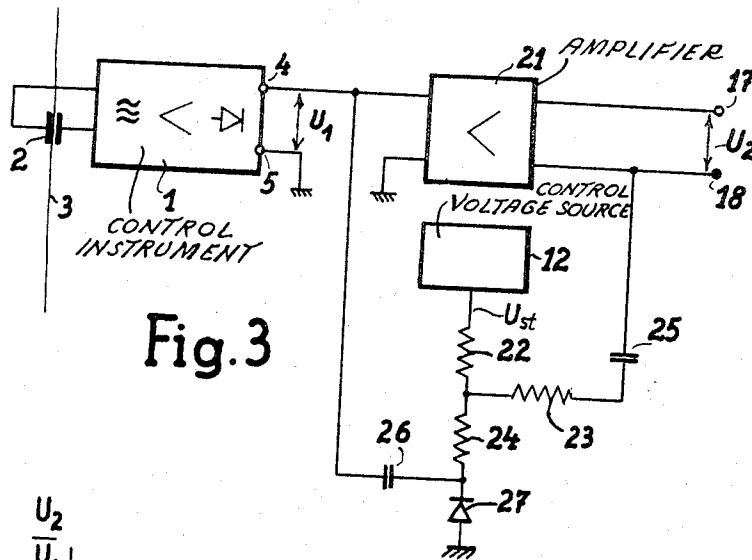 AMPLIFIER
4
21
17
≋ <
U₁
<
U₂
2
5
3
1
CONTROL
INSTRUMENT
CONTROL
VOLTAGE SOURCE
18
12
Ust
25
22
Fig. 3
23
24
26
27
U₂